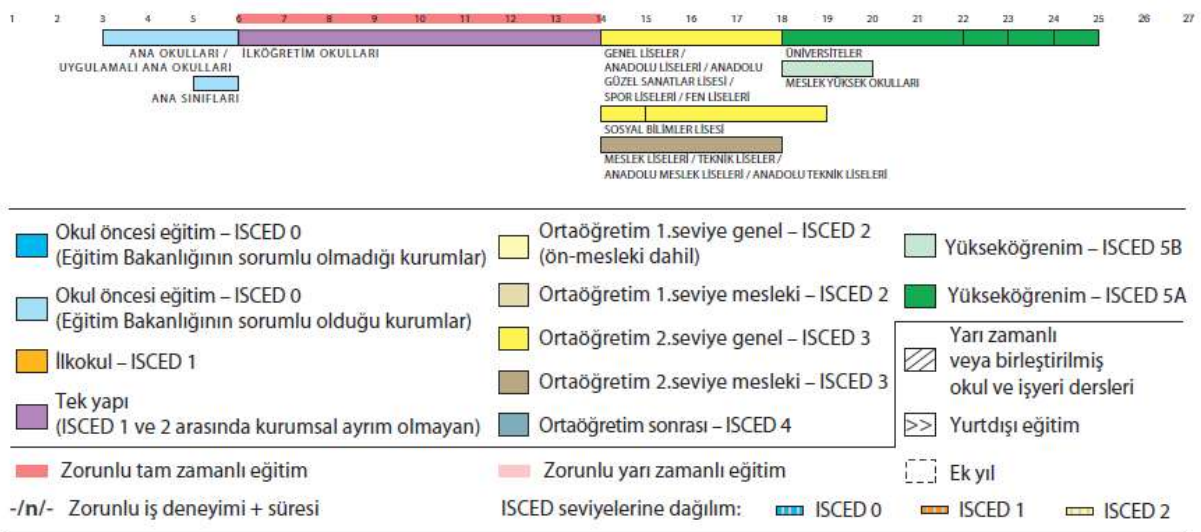 1 2 3 4 5 6 7 8 9 10 11 12 13 14 15 16 17 18 19 20 21 22 23 24 25 26 27
ANA OKULLARI /
UYGULAMALI ANA OKULLARI
ANA SINIFLARI
İLKÖĞRETİM OKULLARI
GENEL LİSELER /
ANADOLU LİSELERİ / ANADOLU
GÜZEL SANATLAR LİSESİ /
SPOR LİSELERİ / FEN LİSELERİ
SOSYAL BİLİMLER LİSESİ
MESLEK LİSELERİ / TEKNİK LİSELER /
ANADOLU MESLEK LİSELERİ / ANADOLU TEKNİK LİSELERİ
ÜNİVERSİTELER
MESLEK YÜKSEK OKULLARI
Okul öncesi eğitim – ISCED 0
(Eğitim Bakanlığının sorumlu olmadığı kurumlar)
Okul öncesi eğitim – ISCED 0
(Eğitim Bakanlığının sorumlu olduğu kurumlar)
İlkokul – ISCED 1
Tek yapı
(ISCED 1 ve 2 arasında kurumsal ayrım olmayan)
Ortaöğretim 1.seviye genel – ISCED 2
(ön-mesleki dahil)
Ortaöğretim 1.seviye mesleki – ISCED 2
Ortaöğretim 2.seviye genel – ISCED 3
Ortaöğretim 2.seviye mesleki – ISCED 3
Ortaöğretim sonrası – ISCED 4
Yükseköğrenim – ISCED 5B
Yükseköğrenim – ISCED 5A
Yarı zamanlı
veya birleştirilmiş
okul ve işyeri dersleri
>> Yurtdışı eğitim
Ek yıl
Zorunlu tam zamanlı eğitim
Zorunlu yarı zamanlı eğitim
-/n/- Zorunlu iş deneyimi + süresi
ISCED seviyelerine dağılım: ISCED 0 ISCED 1 ISCED 2